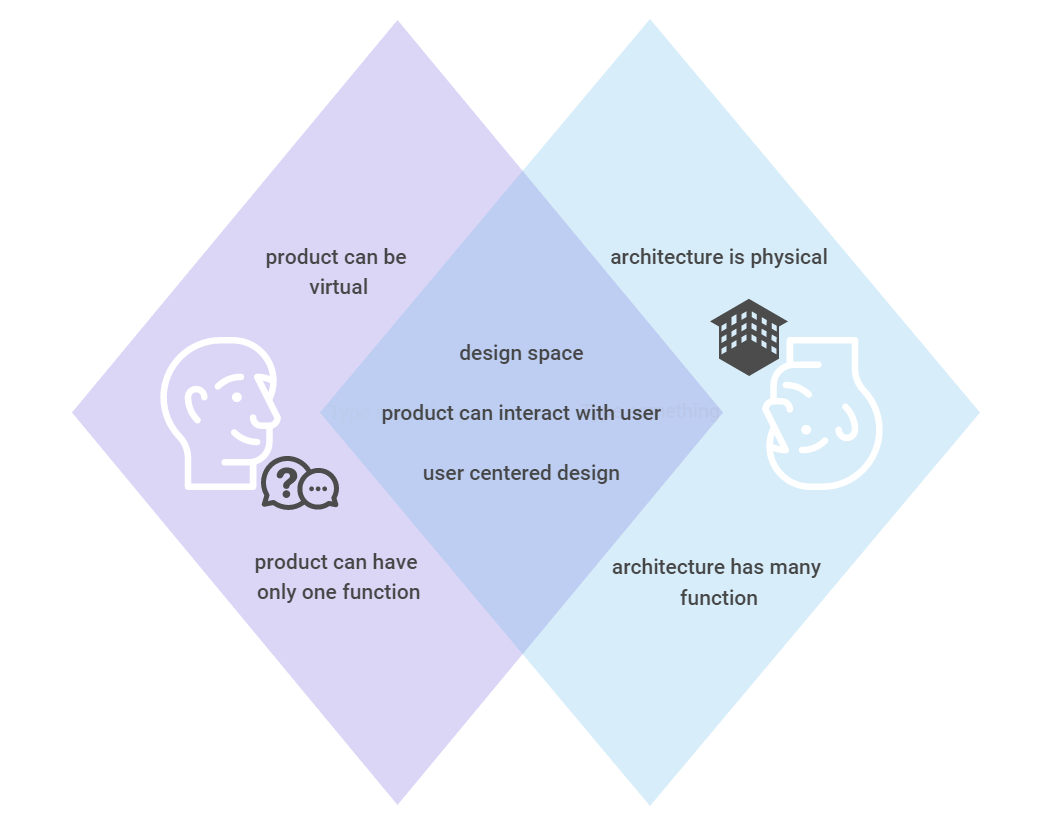 product can be
virtual
architecture is physical
design space
product can interact with user
user centered design
product can have
only one function
architecture has many
function